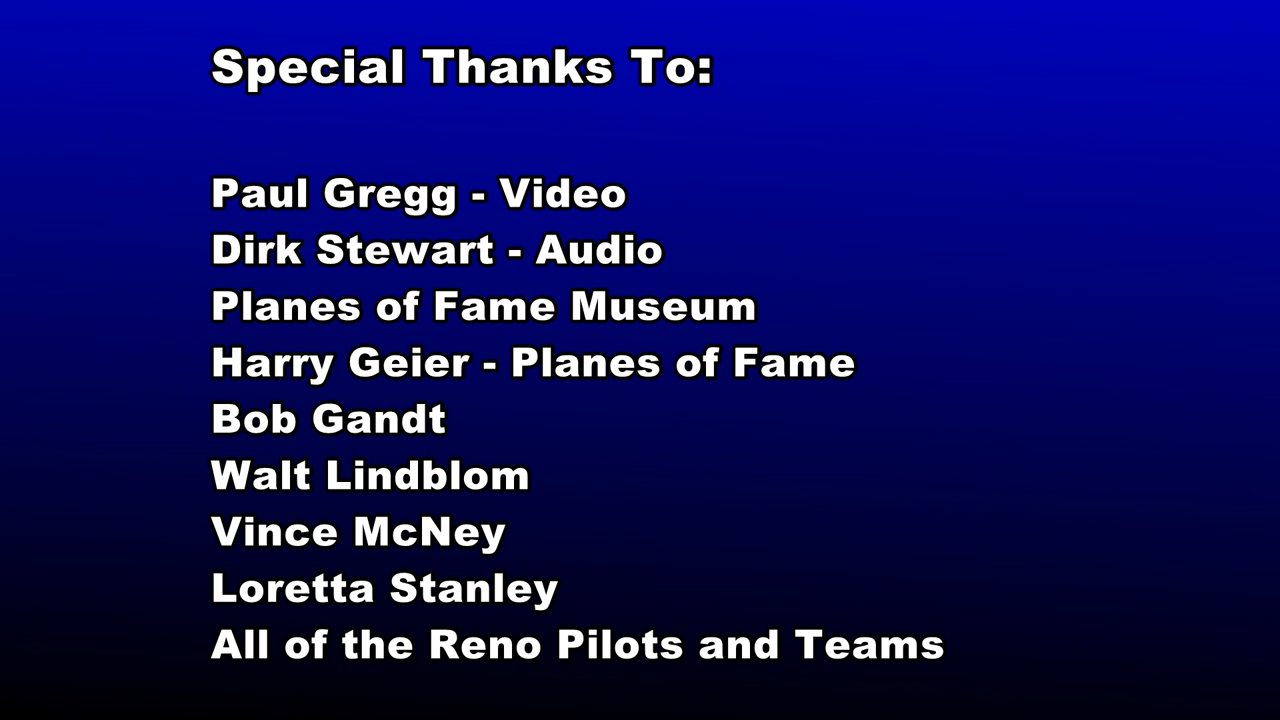 Special Thanks To:
Paul Gregg - Video
Dirk Stewart - Audio
Planes of Fame Museum
Harry Geier - Planes of Fame
Bob Gandt
Walt Lindblom
Vince McNey
Loretta Stanley
All of the Reno Pilots and Teams